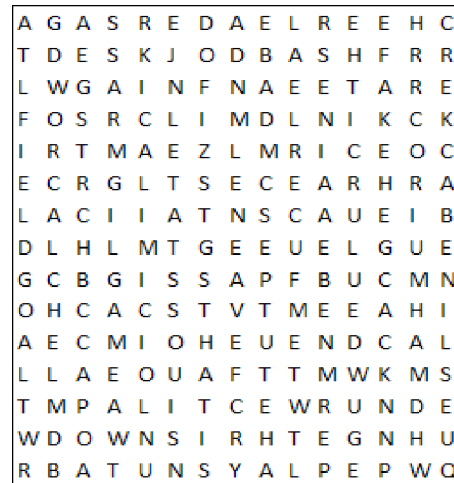 A G A S R E D A E L R E E H C
T D E S K J O D B A S H F R R
L W G A I N F N A E E T A R E
F O S R C L I M D L N I K C K
I R T M A E Z L M R I C E O C
E C R G L T S E C E A R H R A
L A C I I A T N S C A U E I B
D L H L M T G E E U E L G U E
G C B G I S S A P F B U C M N
O H C A C S T V T M E E A H I
A E C M I O H E U E N D C A L
L L A E O U A F T T M W K M S
T M P A L I T C E W R U N D E
W D O W N S I R H T E G N H U
R B A T U N S Y A L P E P W Q